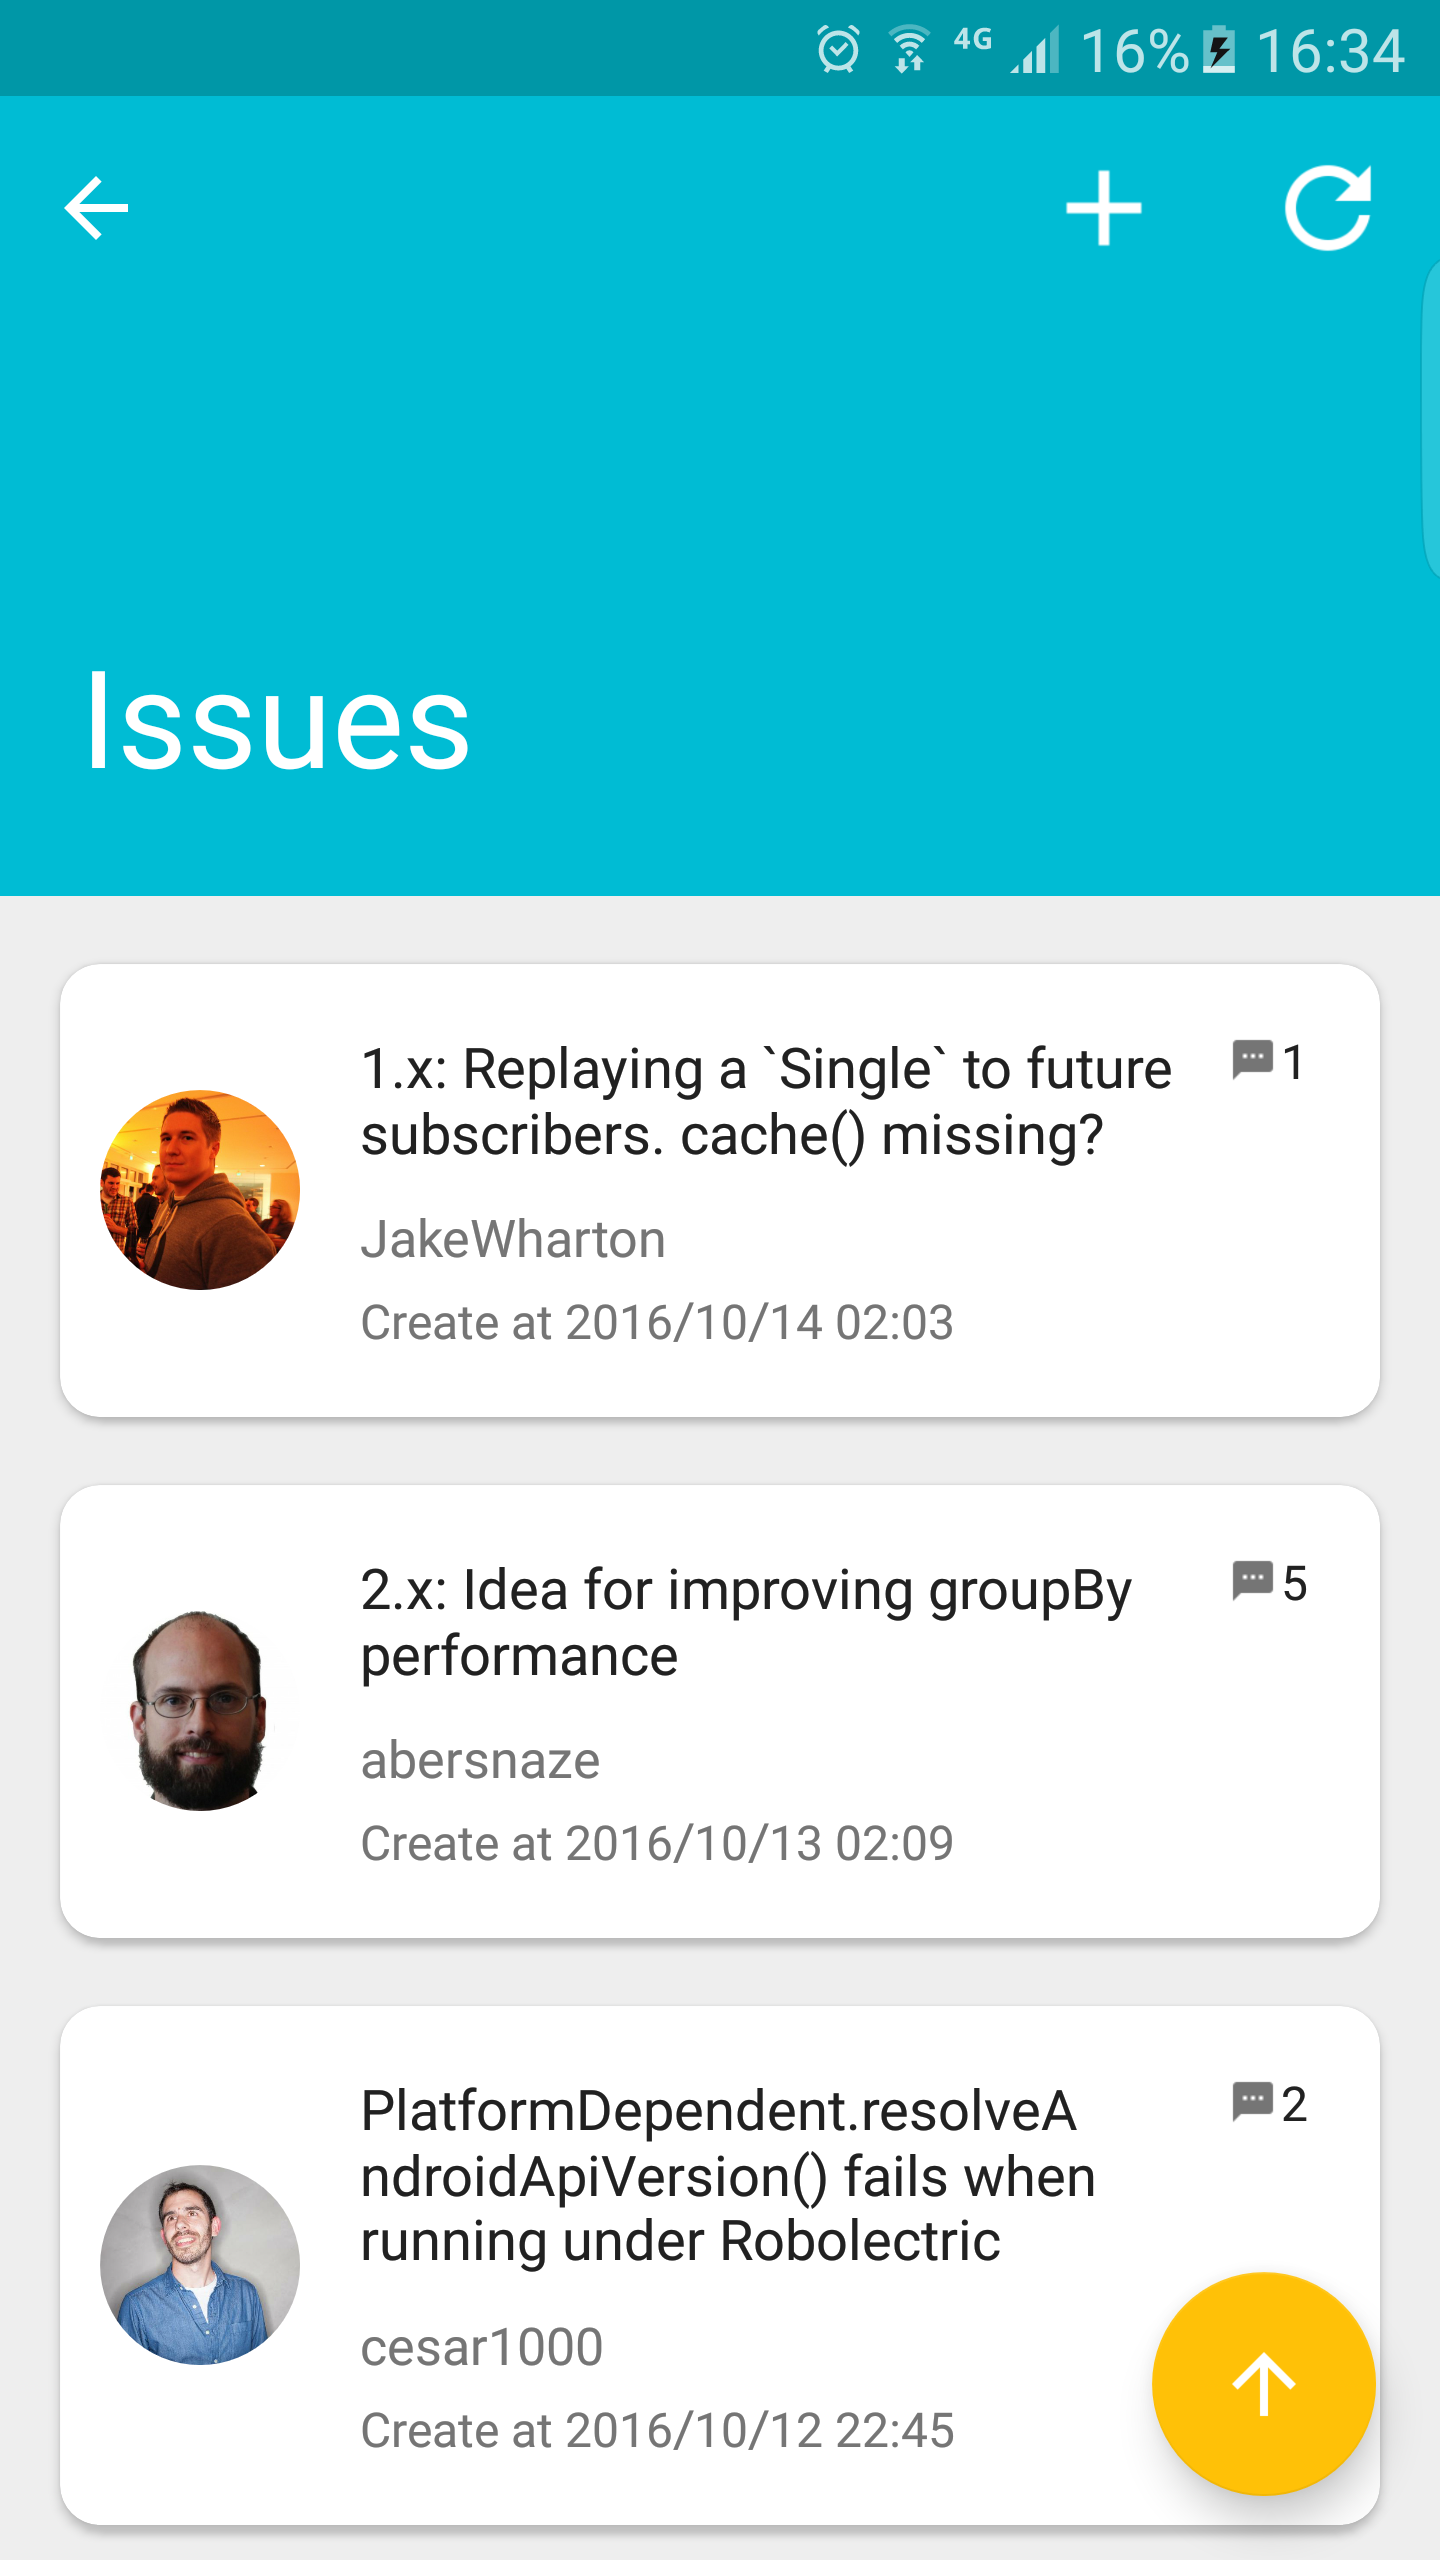 4G 16% 16:34
Issues
1.x: Replaying a `Single` to future
subscribers. cache() missing?
1
JakeWharton
Create at 2016/10/14 02:03
2.x: Idea for improving groupBy
performance
5
abersnaze
Create at 2016/10/13 02:09
PlatformDependent.resolveA
ndroidApiVersion() fails when
running under Robolectric
2
cesar1000
Create at 2016/10/12 22:45